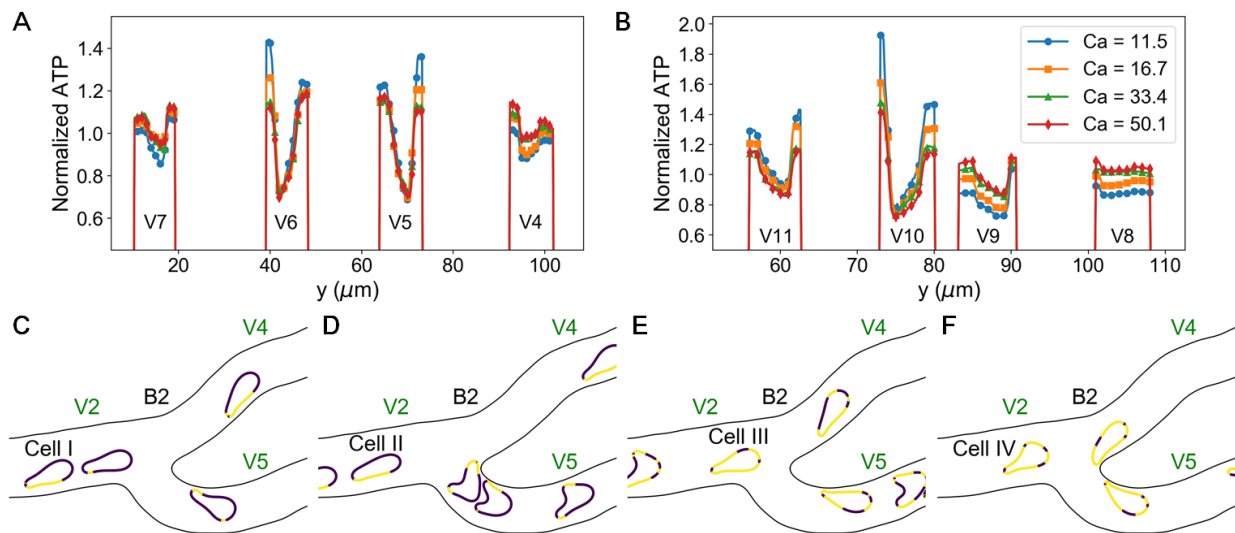 A
Normalized ATP
1.4
1.2
1.0
0.8
0.6
V7
V6
V5
V4
20
40
60
80
100
y (μm)
B
Normalized ATP
2.0
1.8
1.6
1.4
1.2
1.0
0.8
0.6
Ca = 11.5
Ca = 16.7
Ca = 33.4
Ca = 50.1
V11
V10
V9
V8
60
70
80
90
100
110
y (μm)
C
V4
B2
V2
Cell I
V5
D
V4
B2
V2
Cell II
V5
E
V4
B2
V2
Cell III
V5
F
V4
B2
V2
Cell IV
V5